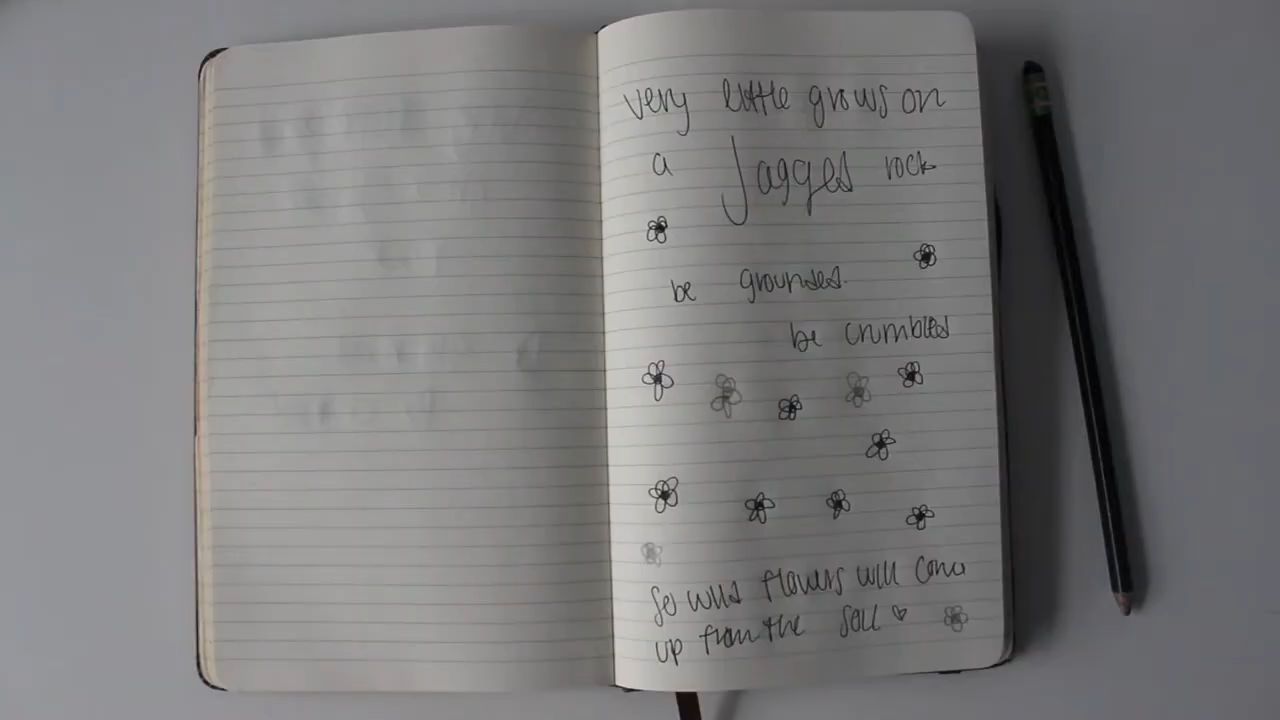 very little grows on
a Jagged rock
be grounded.
be crumbled
so wild flowers will come
up from the soil